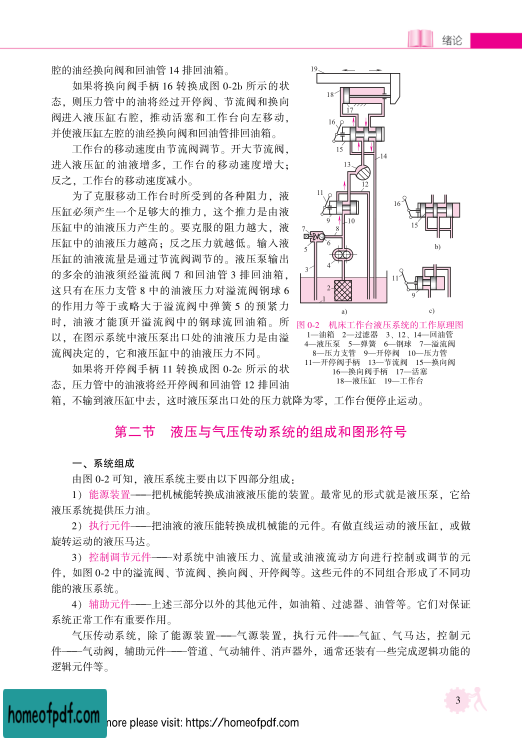 绪论
腔的油经换向阀和回油管 14 排回油箱。
如果将换向阀手柄 16 转换成图 0-2b 所示的状
态，则压力管中的油将经过开停阀、节流阀和换向
阀进入液压缸右腔，推动活塞和工作台向左移动，
并使液压缸左腔的油经换向阀和回油管排回油箱。
工作台的移动速度由节流阀调节。开大节流阀，
进入液压缸的油液增多，工作台的移动速度增大；
反之，工作台的移动速度减小。
为了克服移动工作台时所受到的各种阻力，液
压缸必须产生一个足够大的推力，这个推力是由液
压缸中的油液压力产生的。要克服的阻力越大，液
压缸中的油液压力越高；反之压力就越低。输入液
压缸的油液流量是通过节流阀调节的。液压泵输出
的多余的油液须经溢流阀 7 和回油管 3 排回油箱，
这只有在压力支管 8 中的油液压力对溢流阀钢球 6
的作用力等于或略大于溢流阀中弹簧 5 的预紧力
时，油液才能顶开溢流阀中的钢球流回油箱。所
以，在图示系统中液压泵出口处的油液压力是由溢
流阀决定的，它和液压缸中的油液压力不同。
如果将开停阀手柄 11 转换成图 0-2c 所示的状
态，压力管中的油液将经开停阀和回油管 12 排回油
箱，不输到液压缸中去，这时液压泵出口处的压力就降为零，工作台便停止运动。
19
18
17
16
15
14
13
12
11
9
10
8
7
6
5
4
3
2
1
a)
16
15
b)
11
9
c)
图 0-2 机床工作台液压系统的工作原理图
1—油箱 2—过滤器 3、12、14—回油管
4—液压泵 5—弹簧 6—钢球 7—溢流阀
8—压力支管 9—开停阀 10—压力管
11—开停阀手柄 13—节流阀 15—换向阀
16—换向阀手柄 17—活塞
18—液压缸 19—工作台
第二节 液压与气压传动系统的组成和图形符号
一、系统组成
由图 0-2 可知，液压系统主要由以下四部分组成：
1）能源装置——把机械能转换成油液液压能的装置。最常见的形式就是液压泵，它给
液压系统提供压力油。
2）执行元件——把油液的液压能转换成机械能的元件。有做直线运动的液压缸，或做
旋转运动的液压马达。
3）控制调节元件——对系统中油液压力、流量或油液流动方向进行控制或调节的元
件，如图 0-2 中的溢流阀、节流阀、换向阀、开停阀等。这些元件的不同组合形成了不同功
能的液压系统。
4）辅助元件——上述三部分以外的其他元件，如油箱、过滤器、油管等。它们对保证
系统正常工作有重要作用。
气压传动系统，除了能源装置——气源装置，执行元件——气缸、气马达，控制元
件——气动阀，辅助元件——管道、气动辅件、消声器外，通常还装有一些完成逻辑功能的
逻辑元件等。
3
homeofpdf.com
more please visit: https://homeofpdf.com